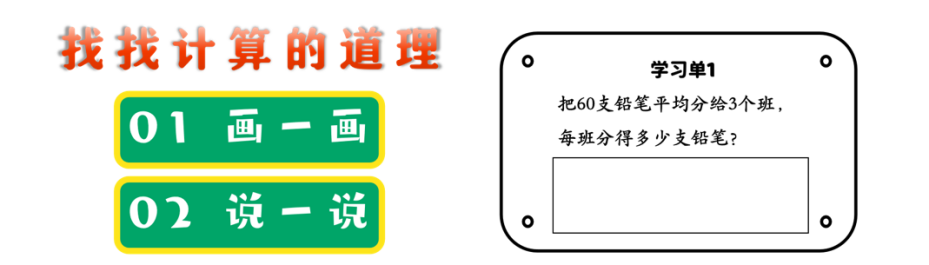 找找计算的道理
01 画一画
02 说一说
学习单1
把60支铅笔平均分给3个班，
每班分得多少支铅笔?